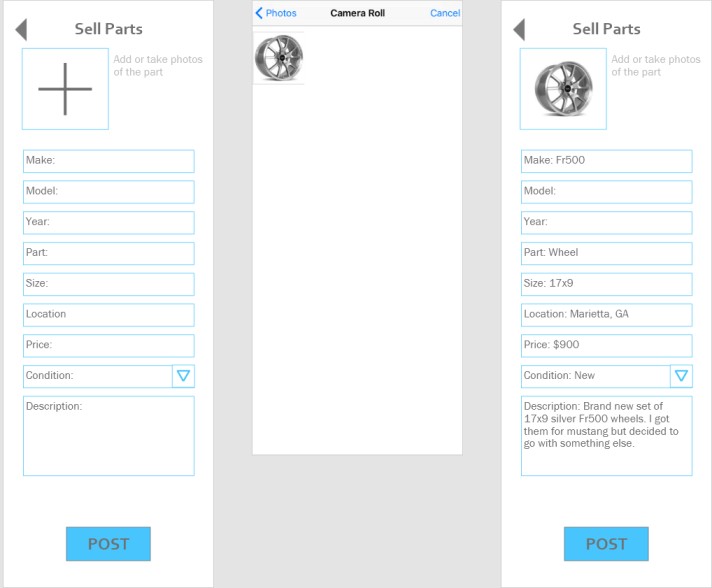 Sell Parts
Add or take photos
of the part
Make:
Model:
Year:
Part:
Size:
Location
Price:
Condition:
Description:
POST
Photos
Camera Roll
Cancel
Sell Parts
Add or take photos
of the part
Make: Fr500
Model:
Year:
Part: Wheel
Size: 17x9
Location: Marietta, GA
Price: $900
Condition: New
Description: Brand new set of
17x9 silver Fr500 wheels. I got
them for mustang but decided to
go with something else.
POST